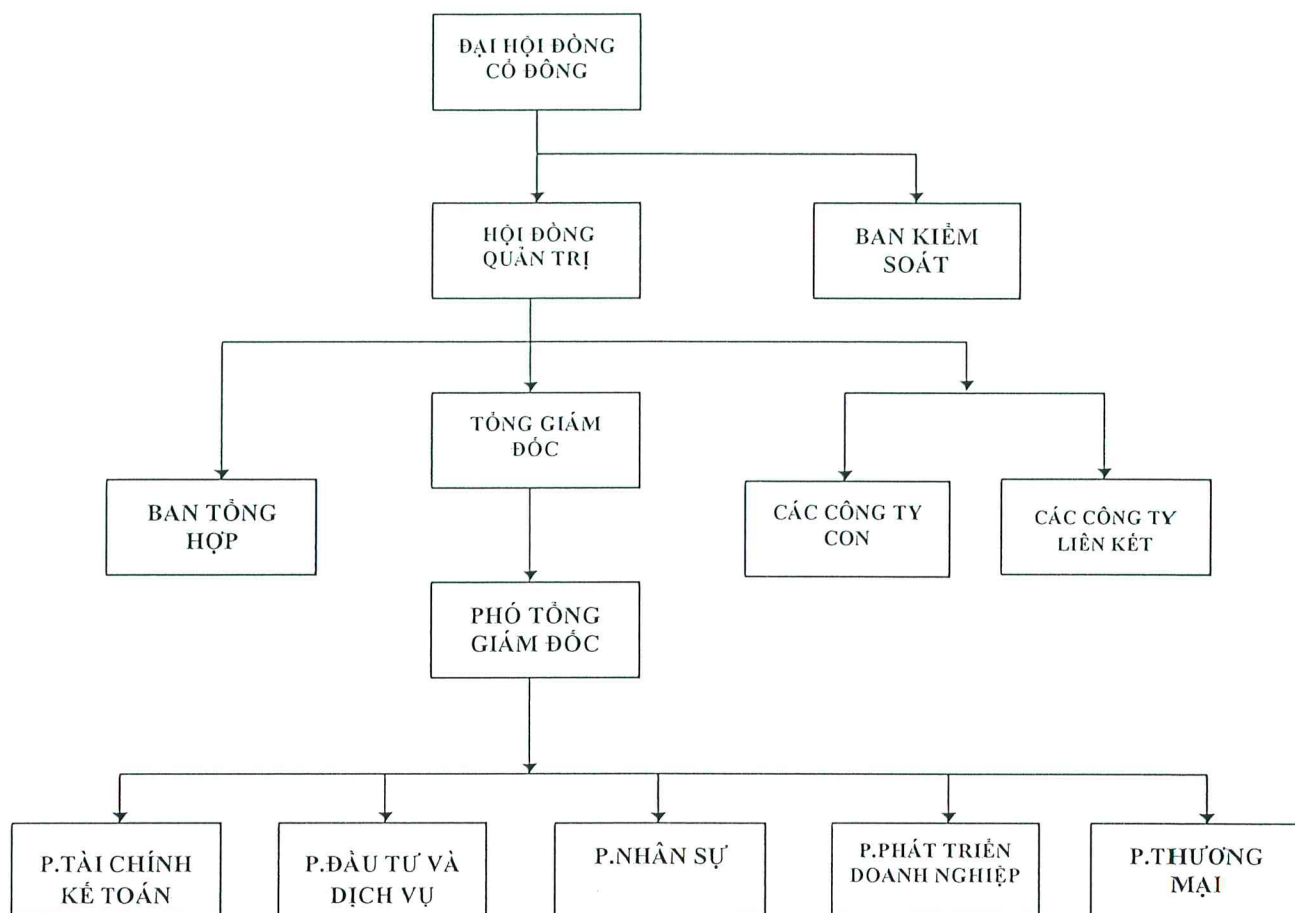 ĐẠI HỘI ĐỒNG
CỔ ĐÔNG
HỘI ĐỒNG
QUẢN TRỊ
BAN KIỂM
SOÁT
TỔNG GIÁM
ĐỐC
BAN TỔNG
HỢP
CÁC CÔNG TY
CON
CÁC CÔNG TY
LIÊN KẾT
PHÓ TỔNG
GIÁM ĐỐC
P.TÀI CHÍNH
KẾ TOÁN
P.ĐẦU TƯ VÀ
DỊCH VỤ
P.NHÂN SỰ
P.PHÁT TRIỂN
DOANH NGHIỆP
P.THƯƠNG
MẠI